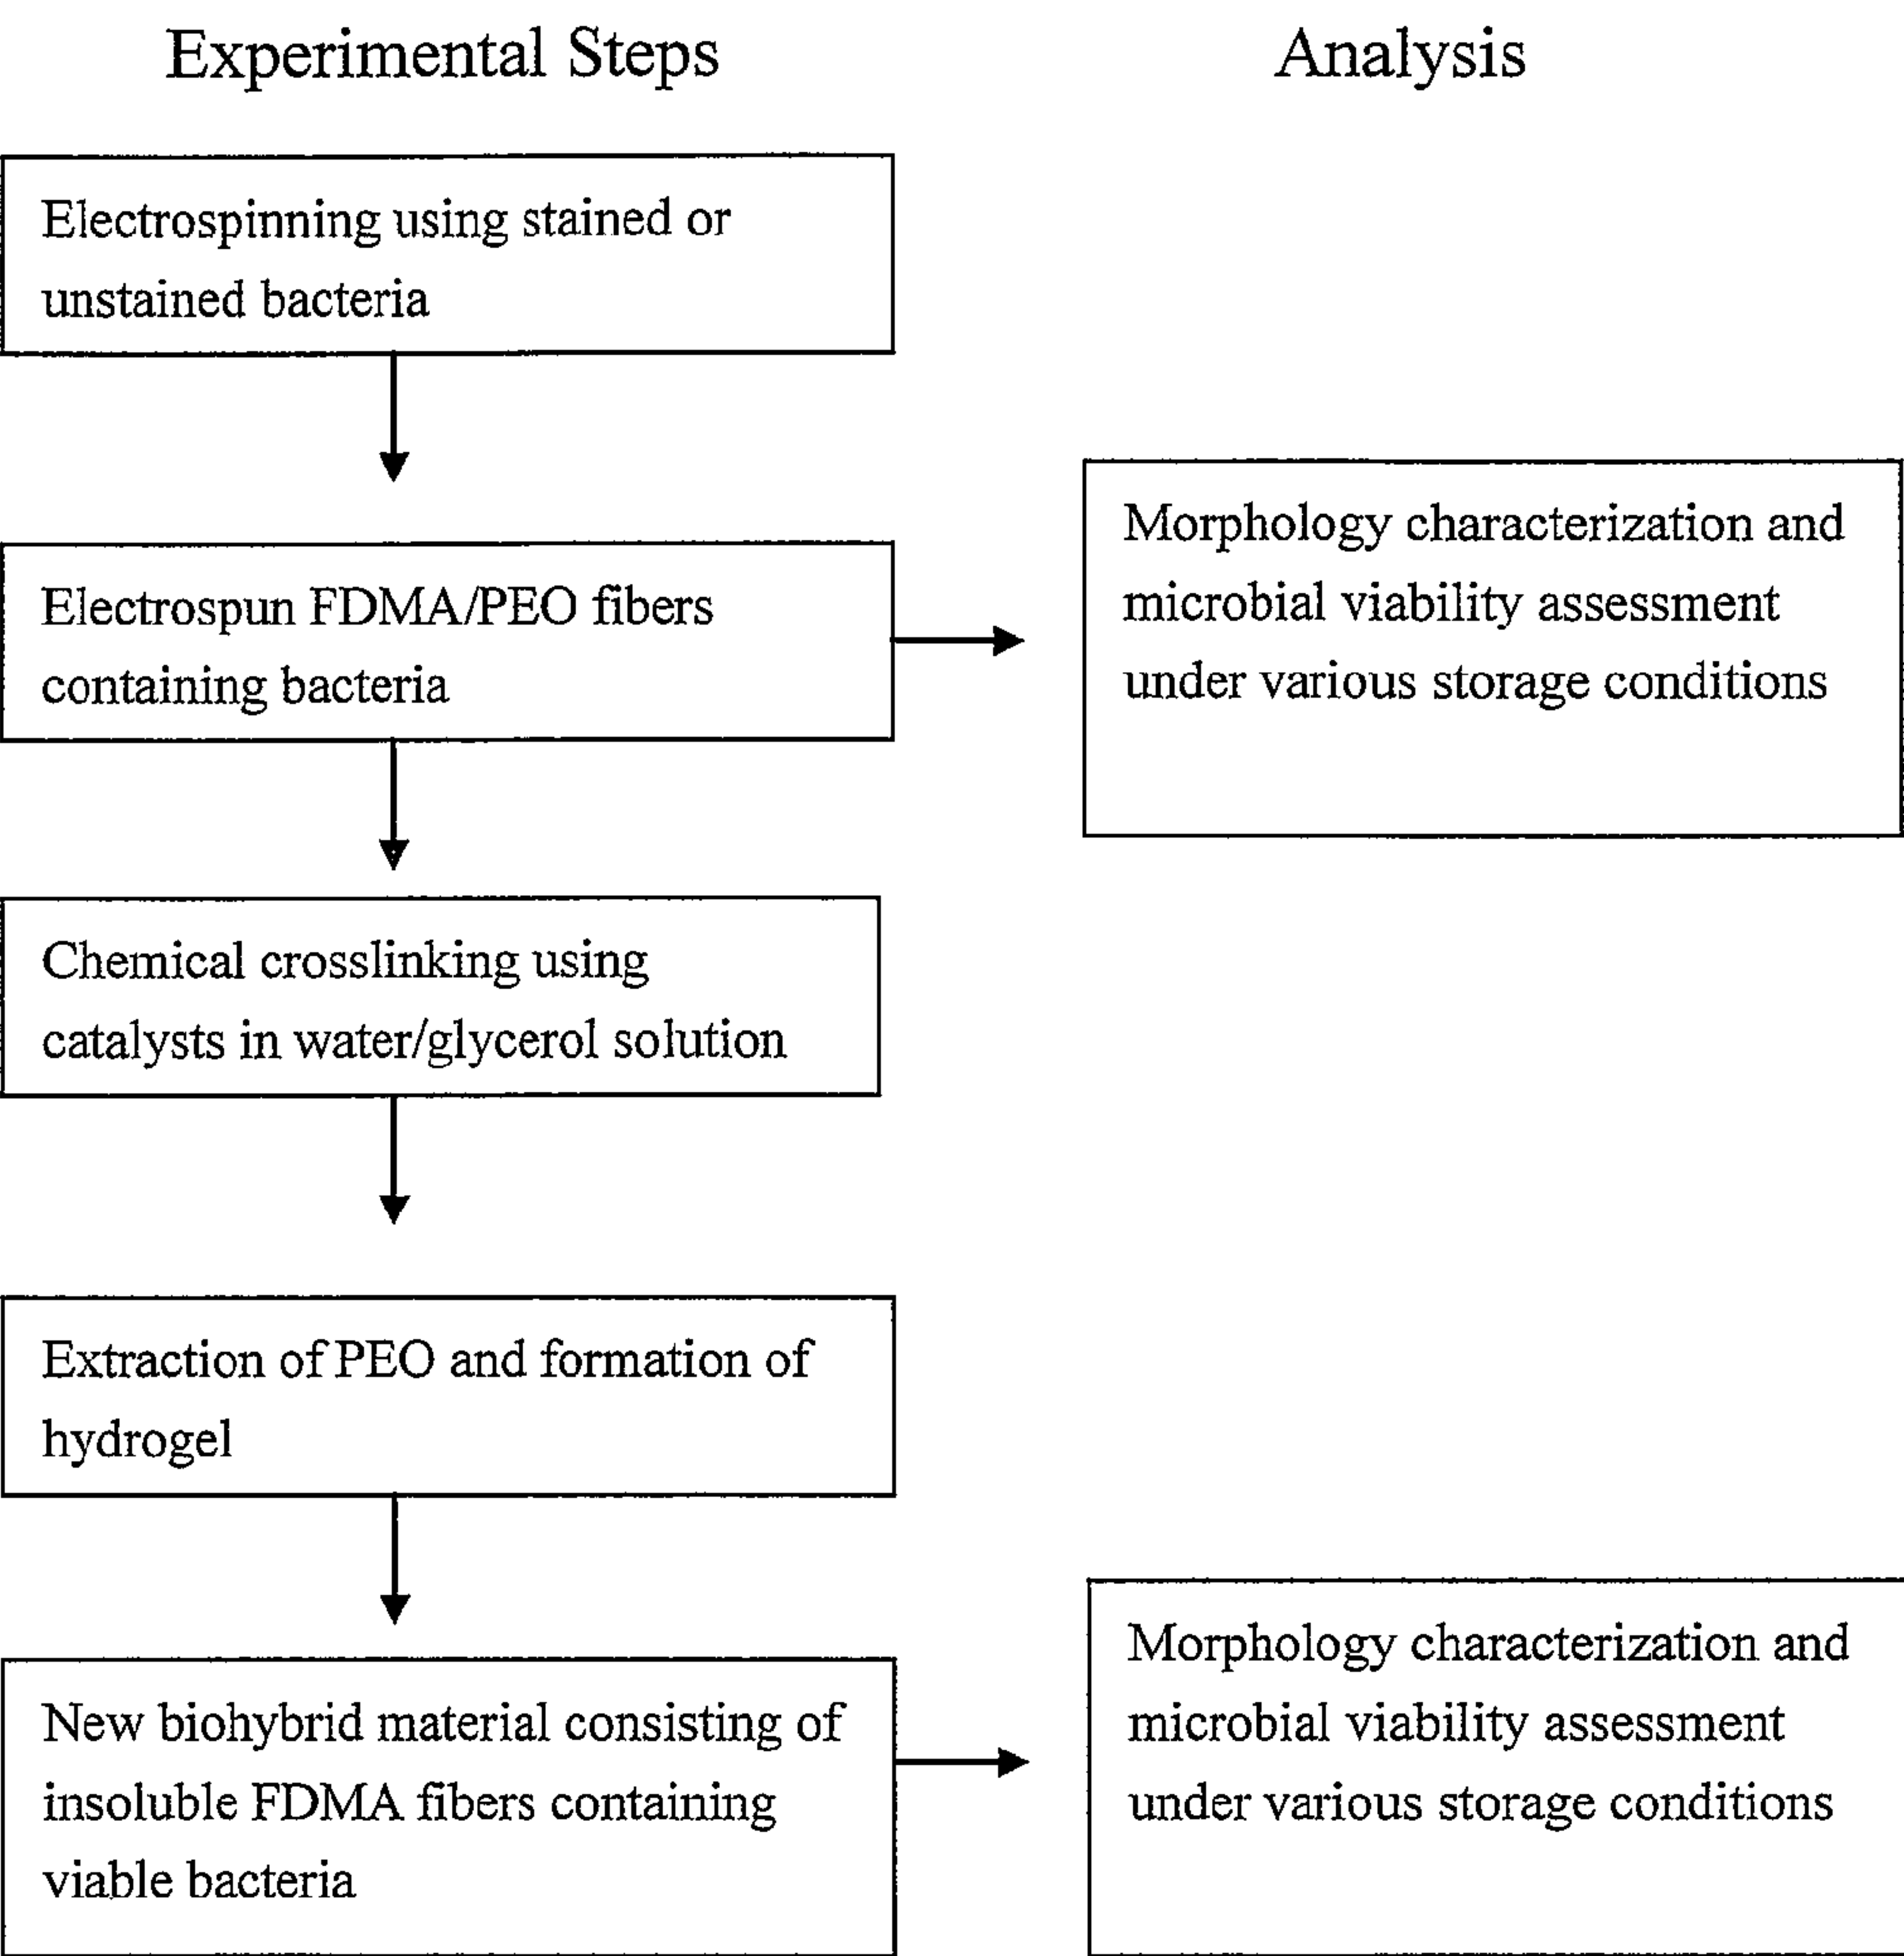 Experimental Steps
Analysis
Electrospinning using stained or
unstained bacteria
Electrospun FDMA/PEO fibers
containing bacteria
Morphology characterization and
microbial viability assessment
under various storage conditions
Chemical crosslinking using
catalysts in water/glycerol solution
Extraction of PEO and formation of
hydrogel
New biohybrid material consisting of
insoluble FDMA fibers containing
viable bacteria
Morphology characterization and
microbial viability assessment
under various storage conditions